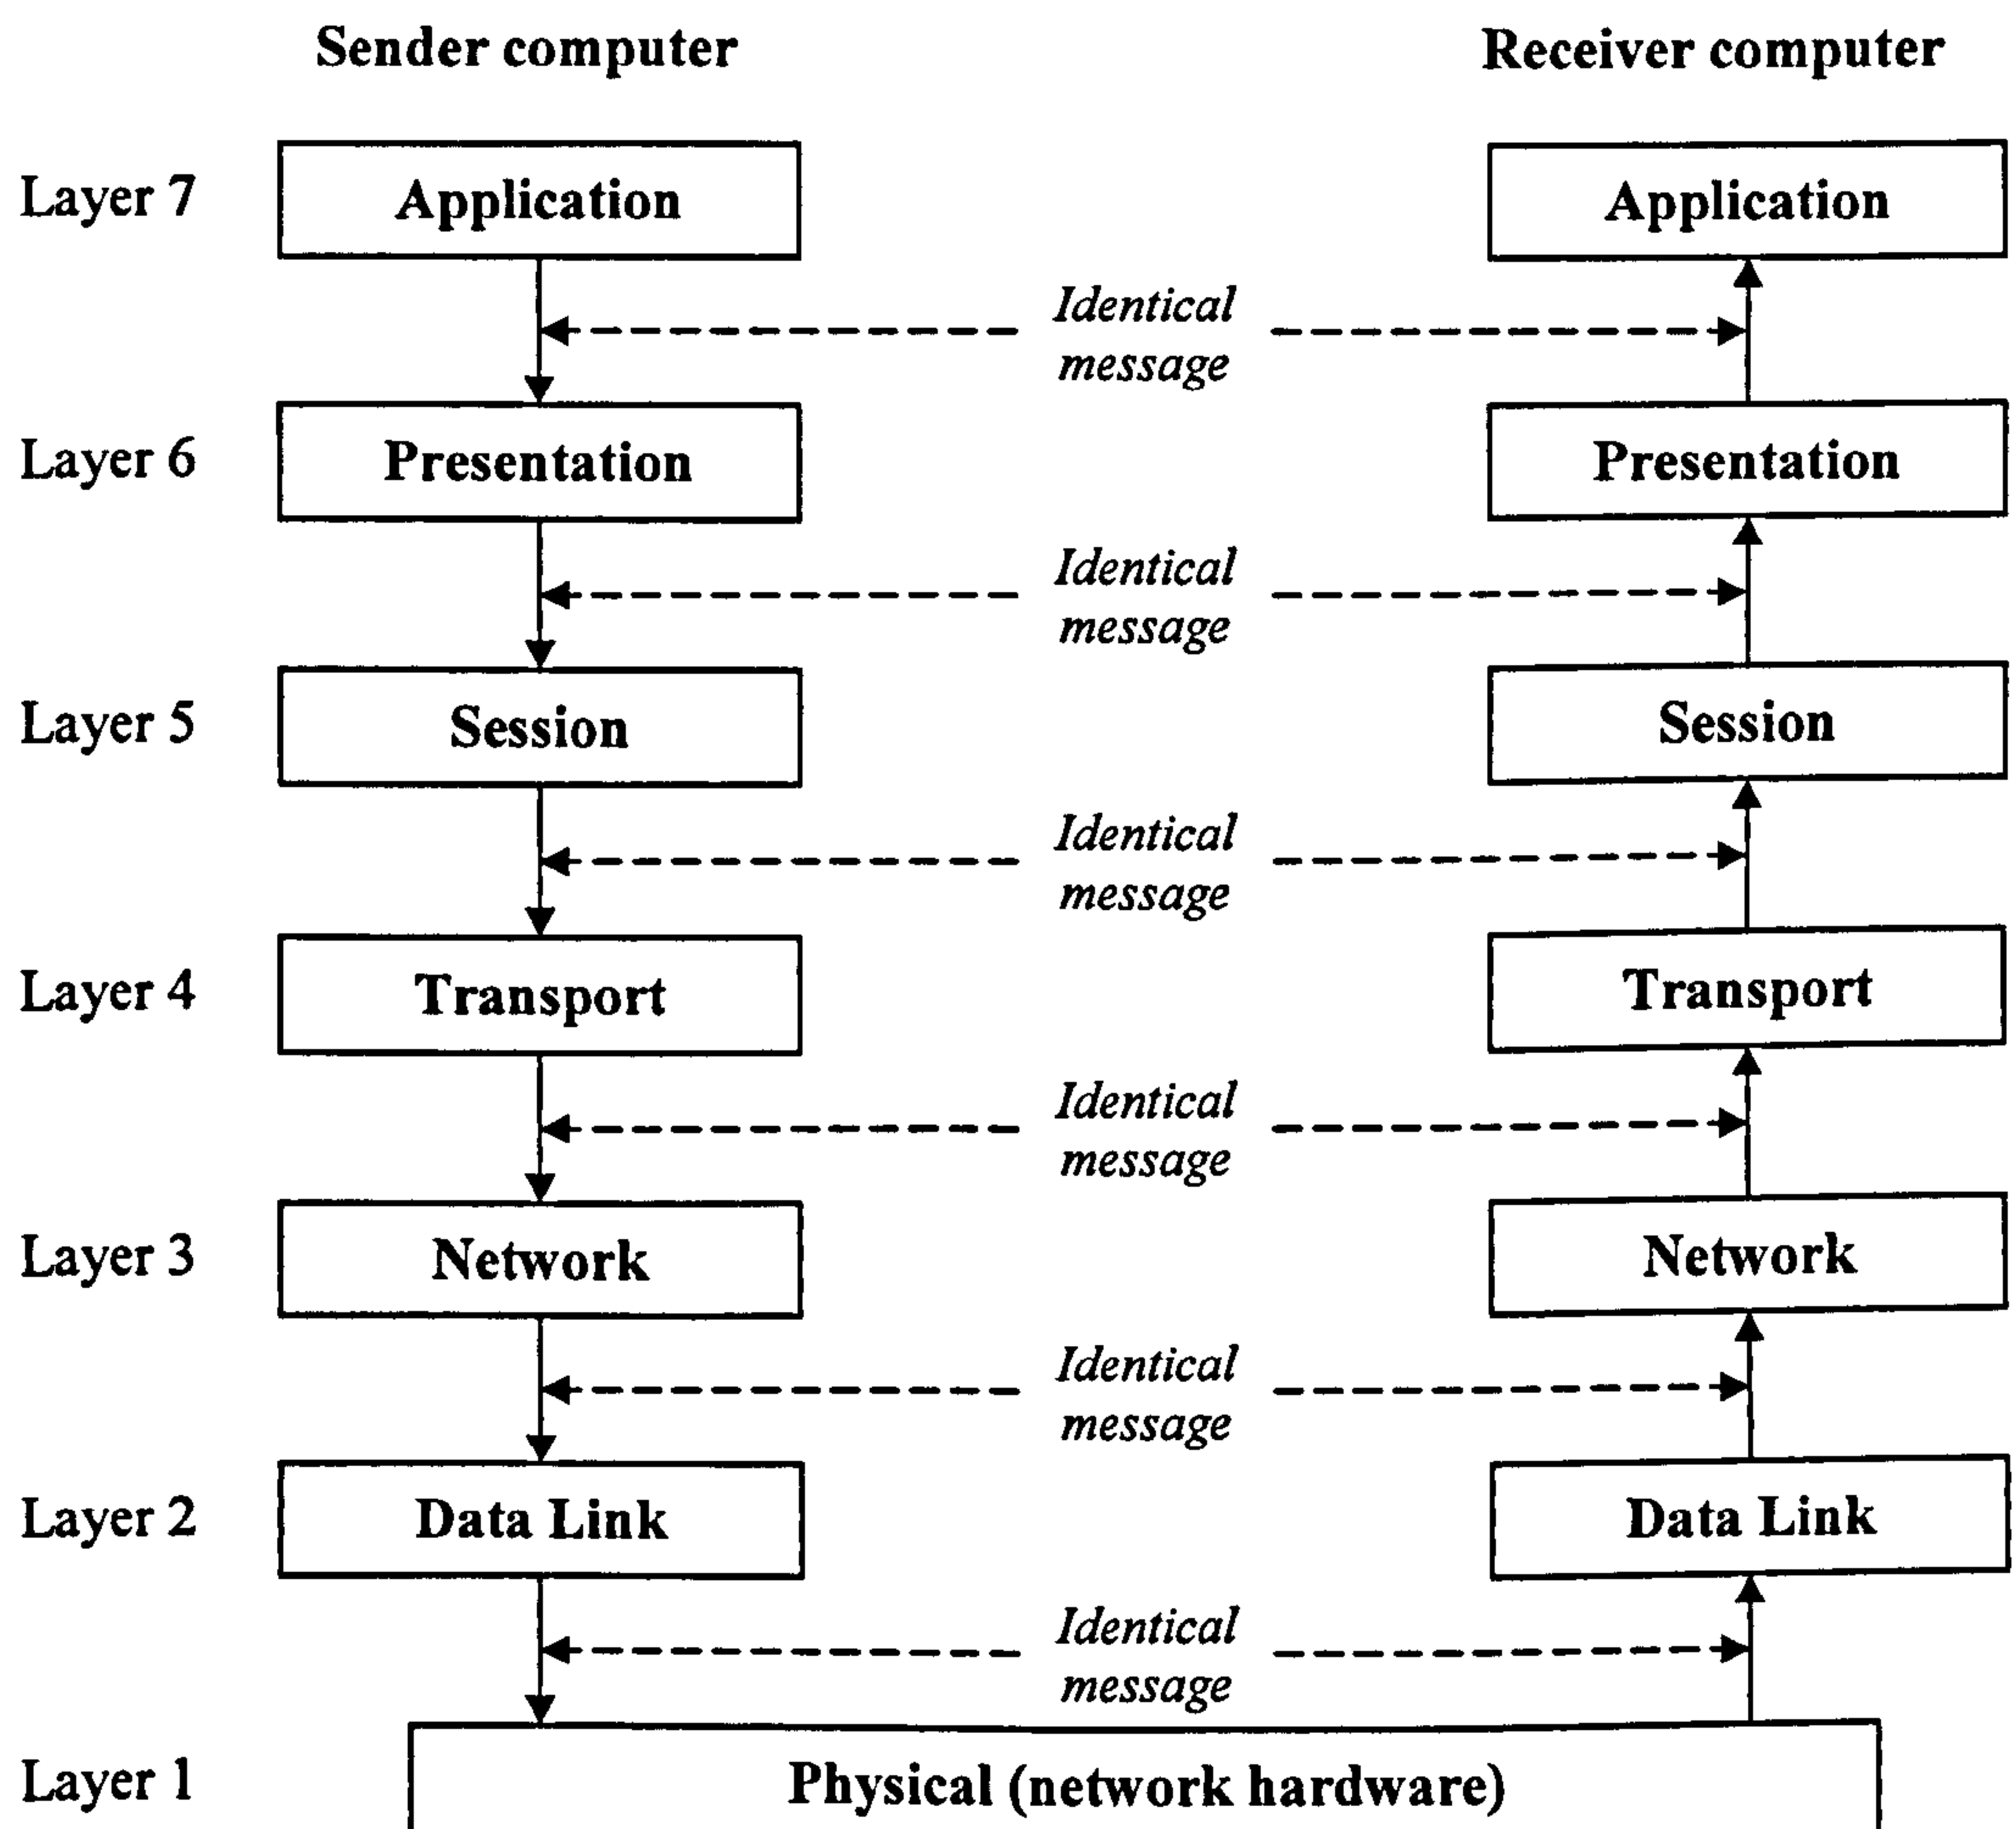 Sender computer
Receiver computer
Layer 7
Application
Application
Identical
message
Layer 6
Presentation
Presentation
Identical
message
Layer 5
Session
Session
Identical
message
Layer 4
Transport
Transport
Identical
message
Layer 3
Network
Network
Identical
message
Layer 2
Data Link
Data Link
Identical
message
Layer 1
Physical (network hardware)